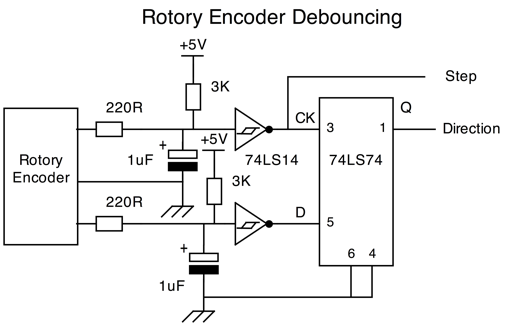 Rotory Encoder Debouncing
+5V
3K
Step
220R
CK
Q
3
1
Direction
+
+5V
1uF
74LS14
74LS74
Rotory
Encoder
3K
220R
D
5
+
6 4
1uF